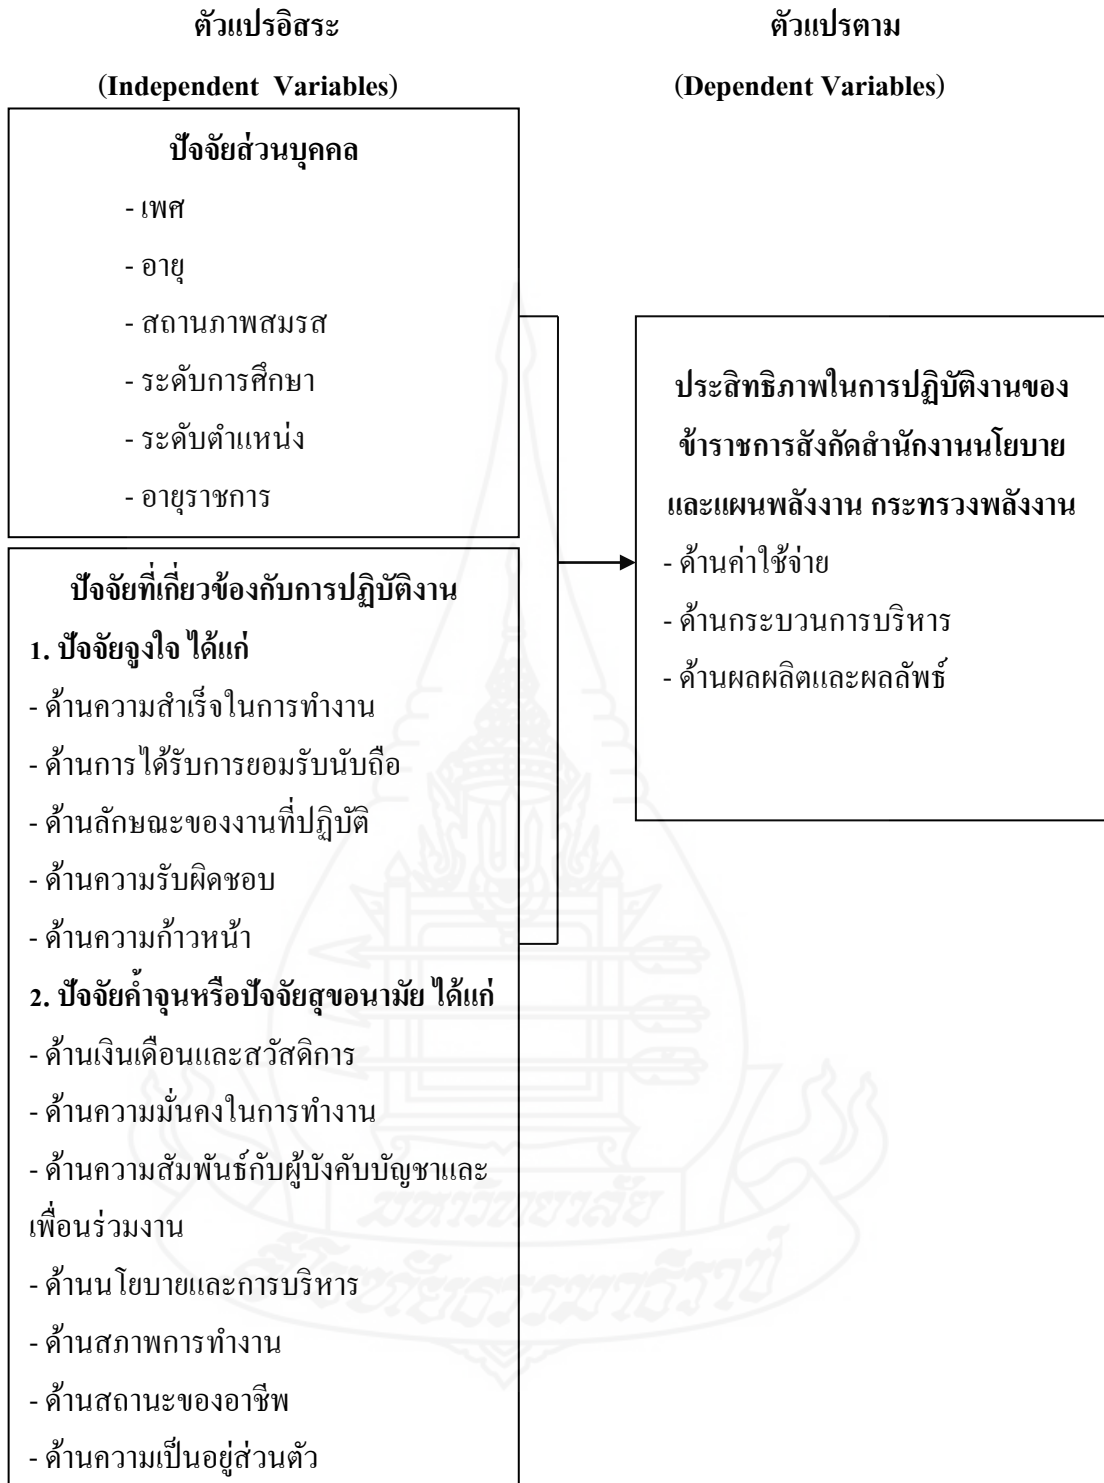 ตัวแปรอิสระ
(Independent Variables)
ตัวแปรตาม
(Dependent Variables)
ปัจจัยส่วนบุคคล
- เพศ
- อายุ
- สถานภาพสมรส
- ระดับการศึกษา
- ระดับตำแหน่ง
- อายุราชการ
ปัจจัยที่เกี่ยวข้องกับการปฏิบัติงาน
1. ปัจจัยจูงใจ ได้แก่
- ด้านความสำเร็จในการทำงาน
- ด้านการได้รับการยอมรับนับถือ
- ด้านลักษณะของงานที่ปฏิบัติ
- ด้านความรับผิดชอบ
- ด้านความก้าวหน้า
2. ปัจจัยค้ำจุนหรือปัจจัยสุขอนามัย ได้แก่
- ด้านเงินเดือนและสวัสดิการ
- ด้านความมั่นคงในการทำงาน
- ด้านความสัมพันธ์กับผู้บังคับบัญชาและ
เพื่อนร่วมงาน
- ด้านนโยบายและการบริหาร
- ด้านสภาพการทำงาน
- ด้านสถานะของอาชีพ
- ด้านความเป็นอยู่ส่วนตัว
ประสิทธิภาพในการปฏิบัติงานของ
ข้าราชการสังกัดสำนักงานนโยบาย
และแผนพลังงาน กระทรวงพลังงาน
- ด้านค่าใช้จ่าย
- ด้านกระบวนการบริหาร
- ด้านผลผลิตและผลลัพธ์
มหาวิทยาลัย
สุโขทัยธรรมาธิราช